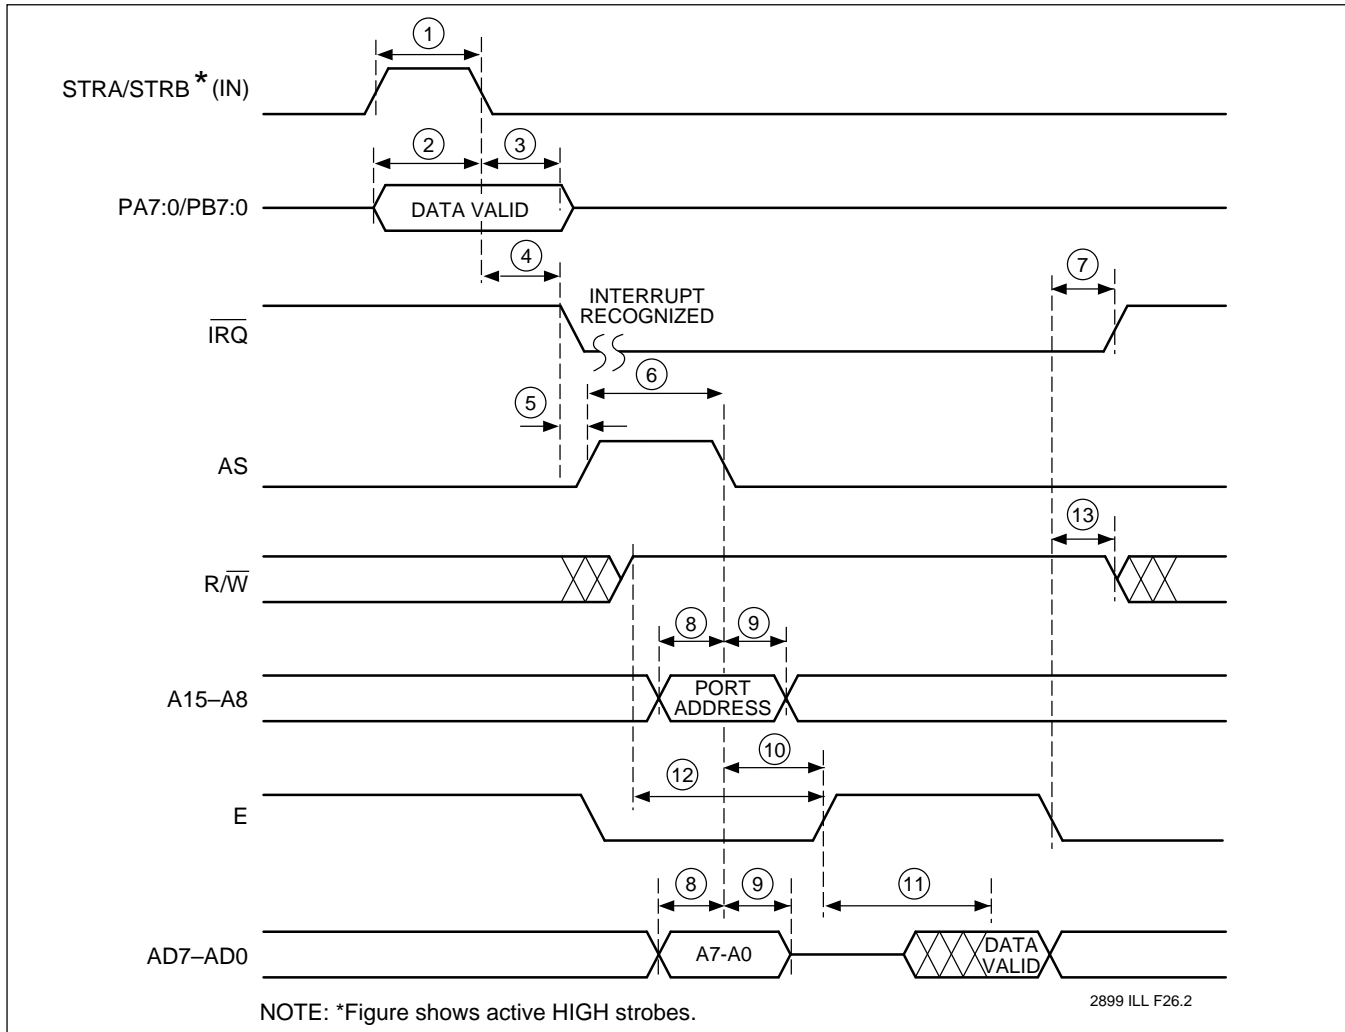 ①
STRA/STRB * (IN)
② ③
PA7:0/PB7:0 DATA VALID
④ ⑦
INTERRUPT
RECOGNIZED
IRQ
⑥
⑤
AS
⑬
R/W
⑧ ⑨
A15–A8
PORT
ADDRESS
⑩
⑫
E
⑧ ⑨ ⑪
AD7–AD0 A7-A0
DATA
VALID
NOTE: *Figure shows active HIGH strobes.
2899 ILL F26.2